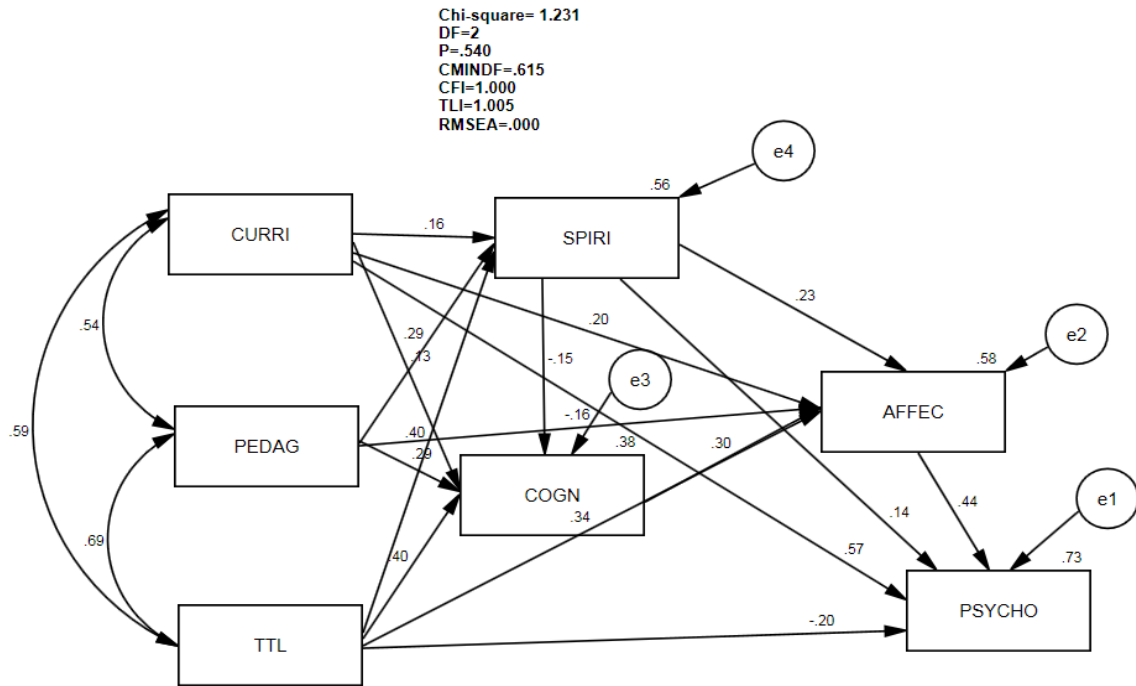 Chi-square= 1.231
DF=2
P=.540
CMINDF=.615
CFI=1.000
TLI=1.005
RMSEA=.000
e4
.56
CURRI
.16
SPIRI
.54
.29
.13
.20
.23
-.15
e3
e2
.58
.59
PEDAG
.40
.29
-.16
.38
.30
AFFEC
COGN
.69
.34
.14
.44
e1
.40
.57
.73
TTL
-.20
PSYCHO